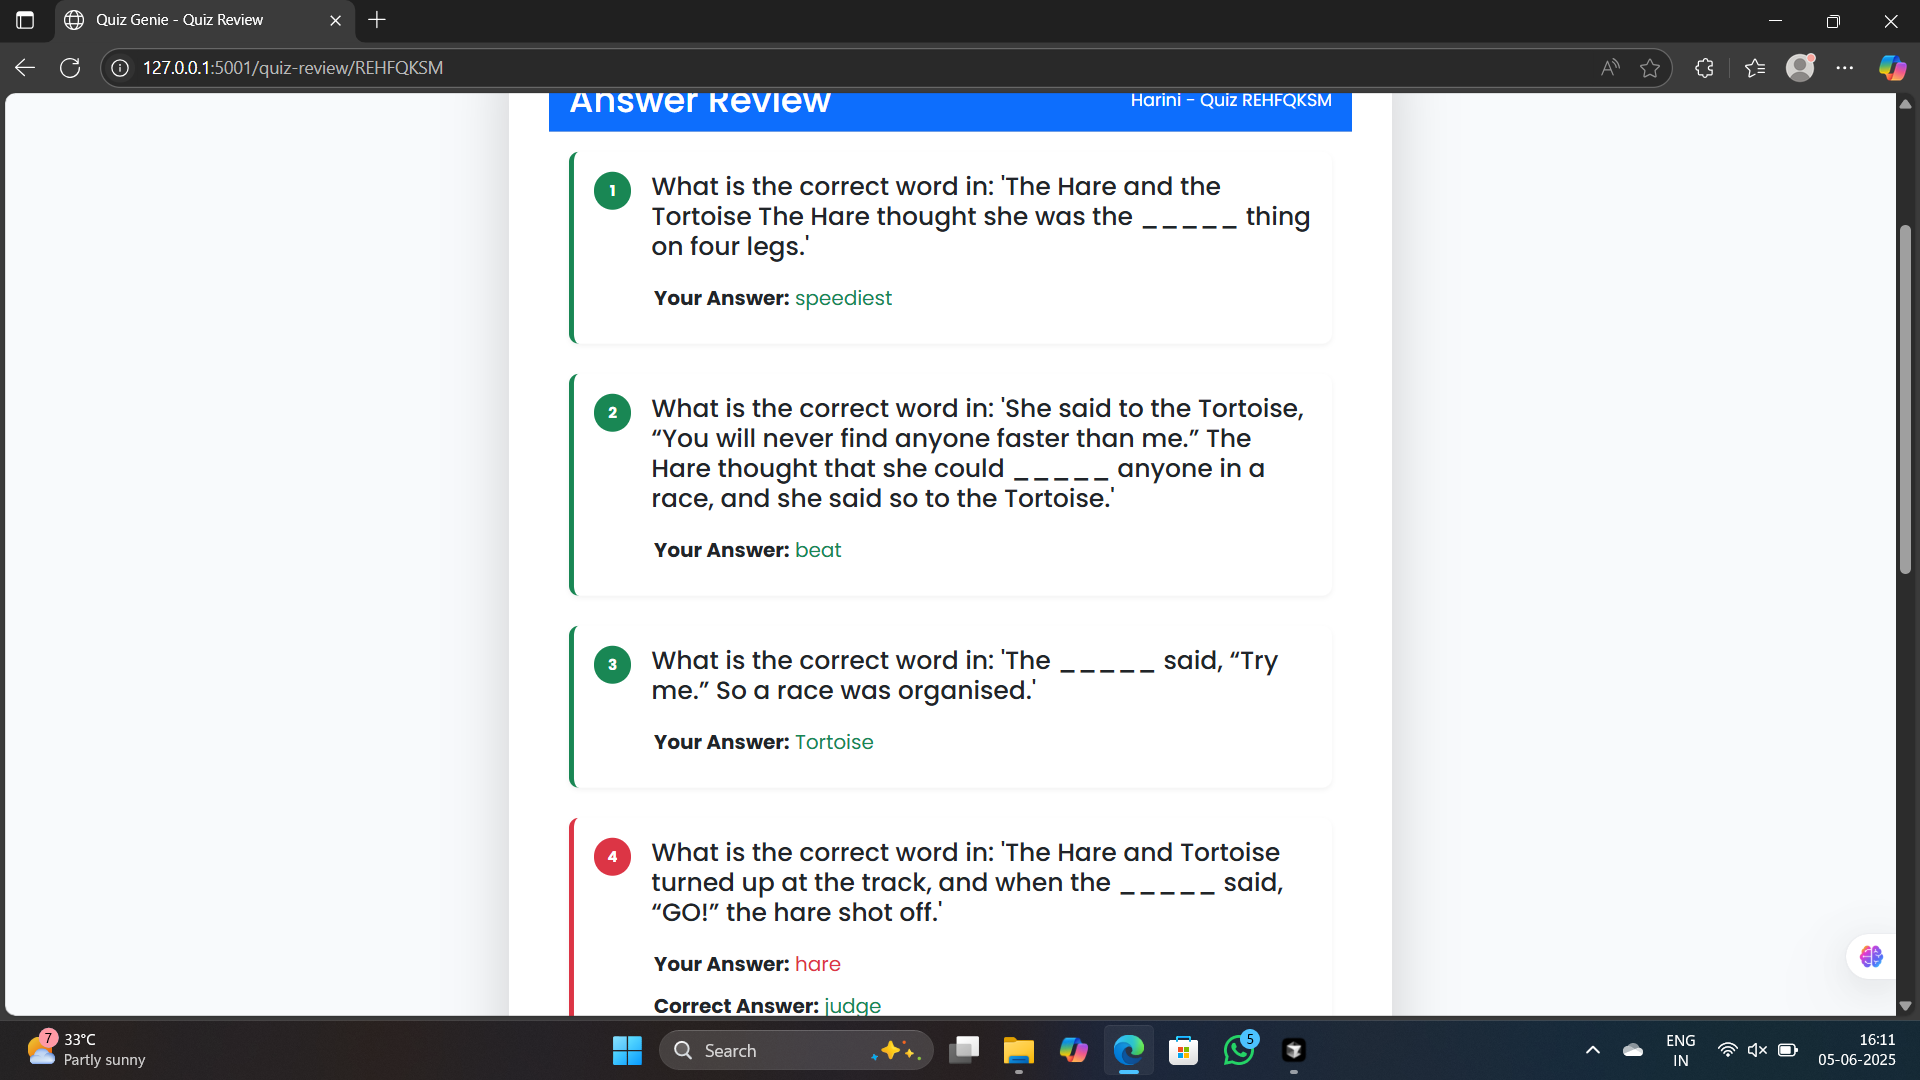 Quiz Genie - Quiz Review
127.0.0.1:5001/quiz-review/REHFQKSM
Answer Review
Harini - Quiz REHFQKSM
1
What is the correct word in: 'The Hare and the
Tortoise The Hare thought she was the _____ thing
on four legs.'
Your Answer: speediest
2
What is the correct word in: 'She said to the Tortoise,
“You will never find anyone faster than me.” The
Hare thought that she could _____ anyone in a
race, and she said so to the Tortoise.'
Your Answer: beat
3
What is the correct word in: 'The _____ said, “Try
me.” So a race was organised.'
Your Answer: Tortoise
4
What is the correct word in: 'The Hare and Tortoise
turned up at the track, and when the _____ said,
“GO!” the hare shot off.'
Your Answer: hare
Correct Answer: judge
7
33°C
Partly sunny
Search
5
ENG
IN
16:11
05-06-2025